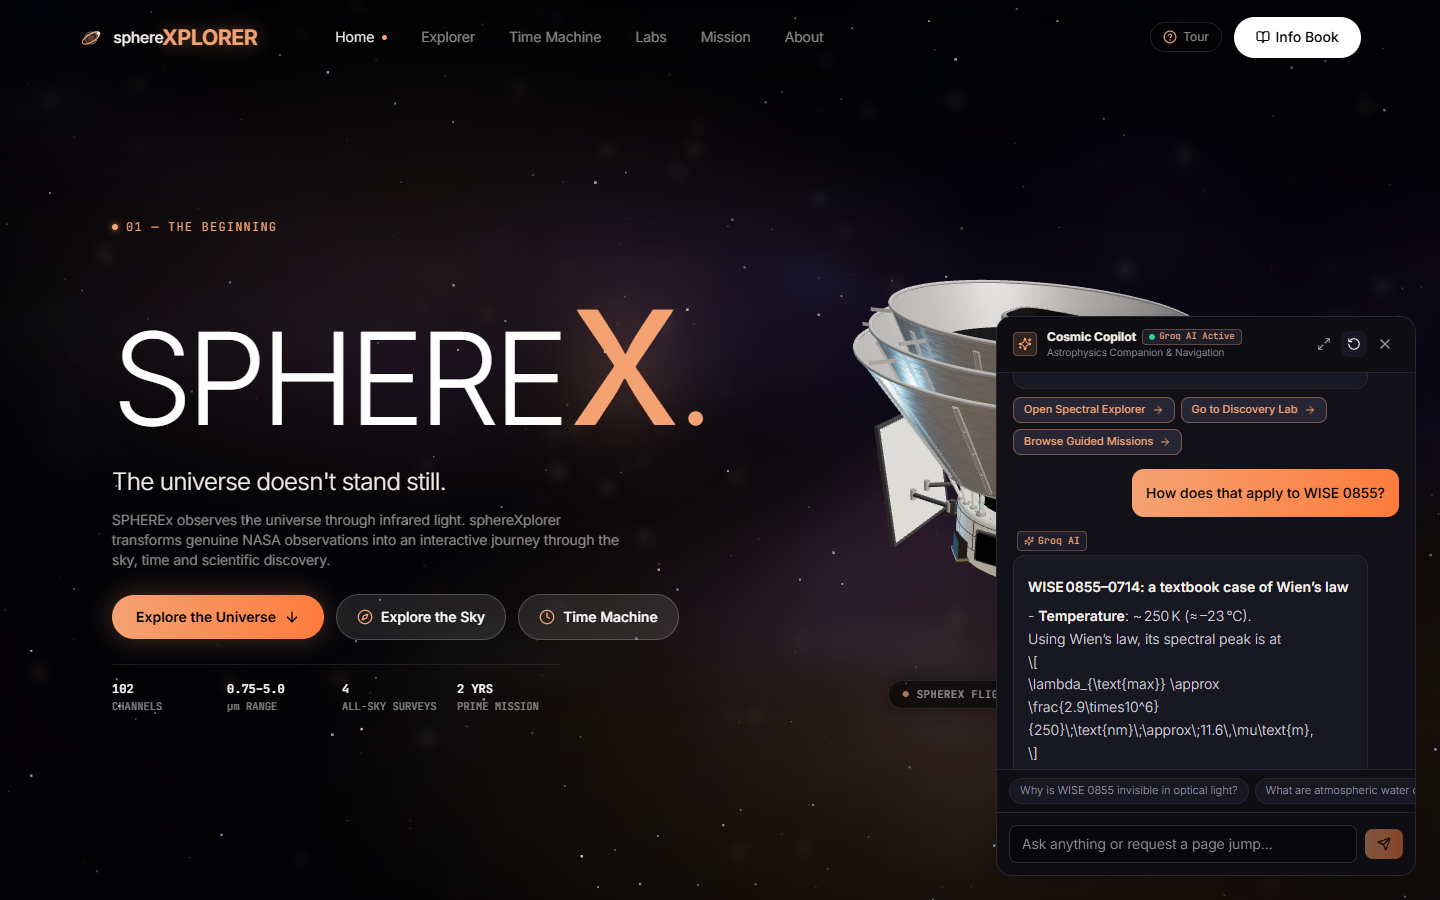 sphereXPLORER
Home
Explorer
Time Machine
Labs
Mission
About
Tour
Info Book
01 — THE BEGINNING
SPHEREX.
The universe doesn't stand still.
SPHEREx observes the universe through infrared light. sphereXplorer
transforms genuine NASA observations into an interactive journey through the
sky, time and scientific discovery.
Explore the Universe ↓
Explore the Sky
Time Machine
102
CHANNELS
0.75–5.0
µm RANGE
4
ALL-SKY SURVEYS
2 YRS
PRIME MISSION
SPHEREX FLIG
Cosmic Copilot
Groq AI Active
Astrophysics Companion & Navigation
Open Spectral Explorer →
Go to Discovery Lab →
Browse Guided Missions →
How does that apply to WISE 0855?
Groq AI
WISE 0855–0714: a textbook case of Wien's law
- Temperature: ~ 250 K (≈ −23 °C).
Using Wien's law, its spectral peak is at
\[
\lambda_{\text{max}} \approx
\frac{2.9\times10^6}
{250}\;\text{nm}\;\approx\;11.6\,\mu\text{m},
\]
Why is WISE 0855 invisible in optical light?
What are atmospheric water
Ask anything or request a page jump...